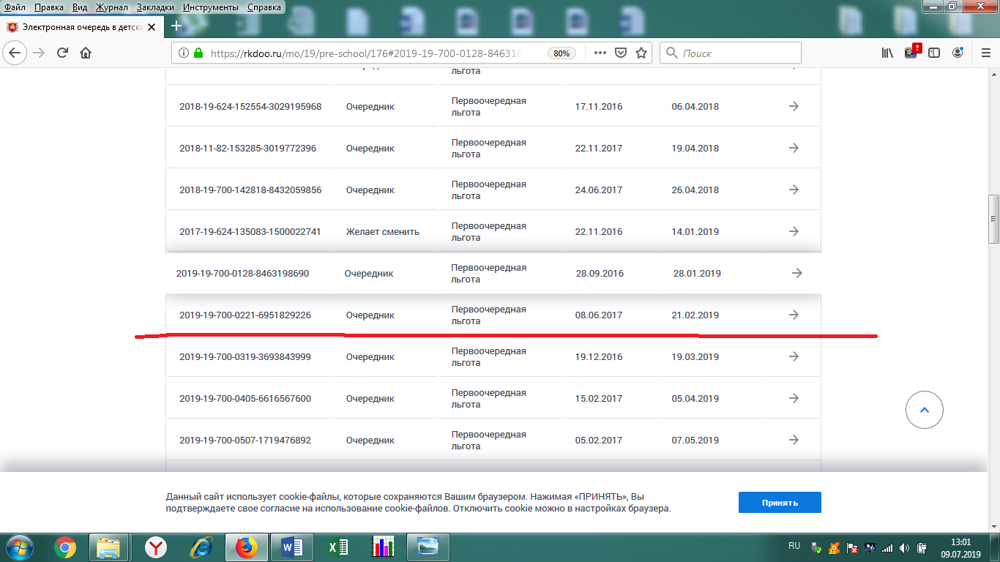 Файл Правка Вид Журнал Закладки Инструменты Справка
Электронная очередь в детски
https://rkdoo.ru/mo/19/pre-school/176#2019-19-700-0128-846319 80% Поиск
льгота
2018-19-624-152554-3029195968 Очередник Первоочередная льгота 17.11.2016 06.04.2018
2018-11-82-153285-3019772396 Очередник Первоочередная льгота 22.11.2017 19.04.2018
2018-19-700-142818-8432059856 Очередник Первоочередная льгота 24.06.2017 26.04.2018
2017-19-624-135083-1500022741 Желает сменить Первоочередная льгота 22.11.2016 14.01.2019
2019-19-700-0128-8463198690 Очередник Первоочередная льгота 28.09.2016 28.01.2019
2019-19-700-0221-6951829226 Очередник Первоочередная льгота 08.06.2017 21.02.2019
2019-19-700-0319-3693843999 Очередник Первоочередная льгота 19.12.2016 19.03.2019
2019-19-700-0405-6616567600 Очередник Первоочередная льгота 15.02.2017 05.04.2019
2019-19-700-0507-1719476892 Очередник Первоочередная льгота 05.02.2017 07.05.2019
Данный сайт использует cookie-файлы, которые сохраняются Вашим браузером. Нажимая «ПРИНЯТЬ», Вы
подтверждаете свое согласие на использование cookie-файлов. Отключить cookie можно в настройках браузера.
Принять
RU 13:01
09.07.2019